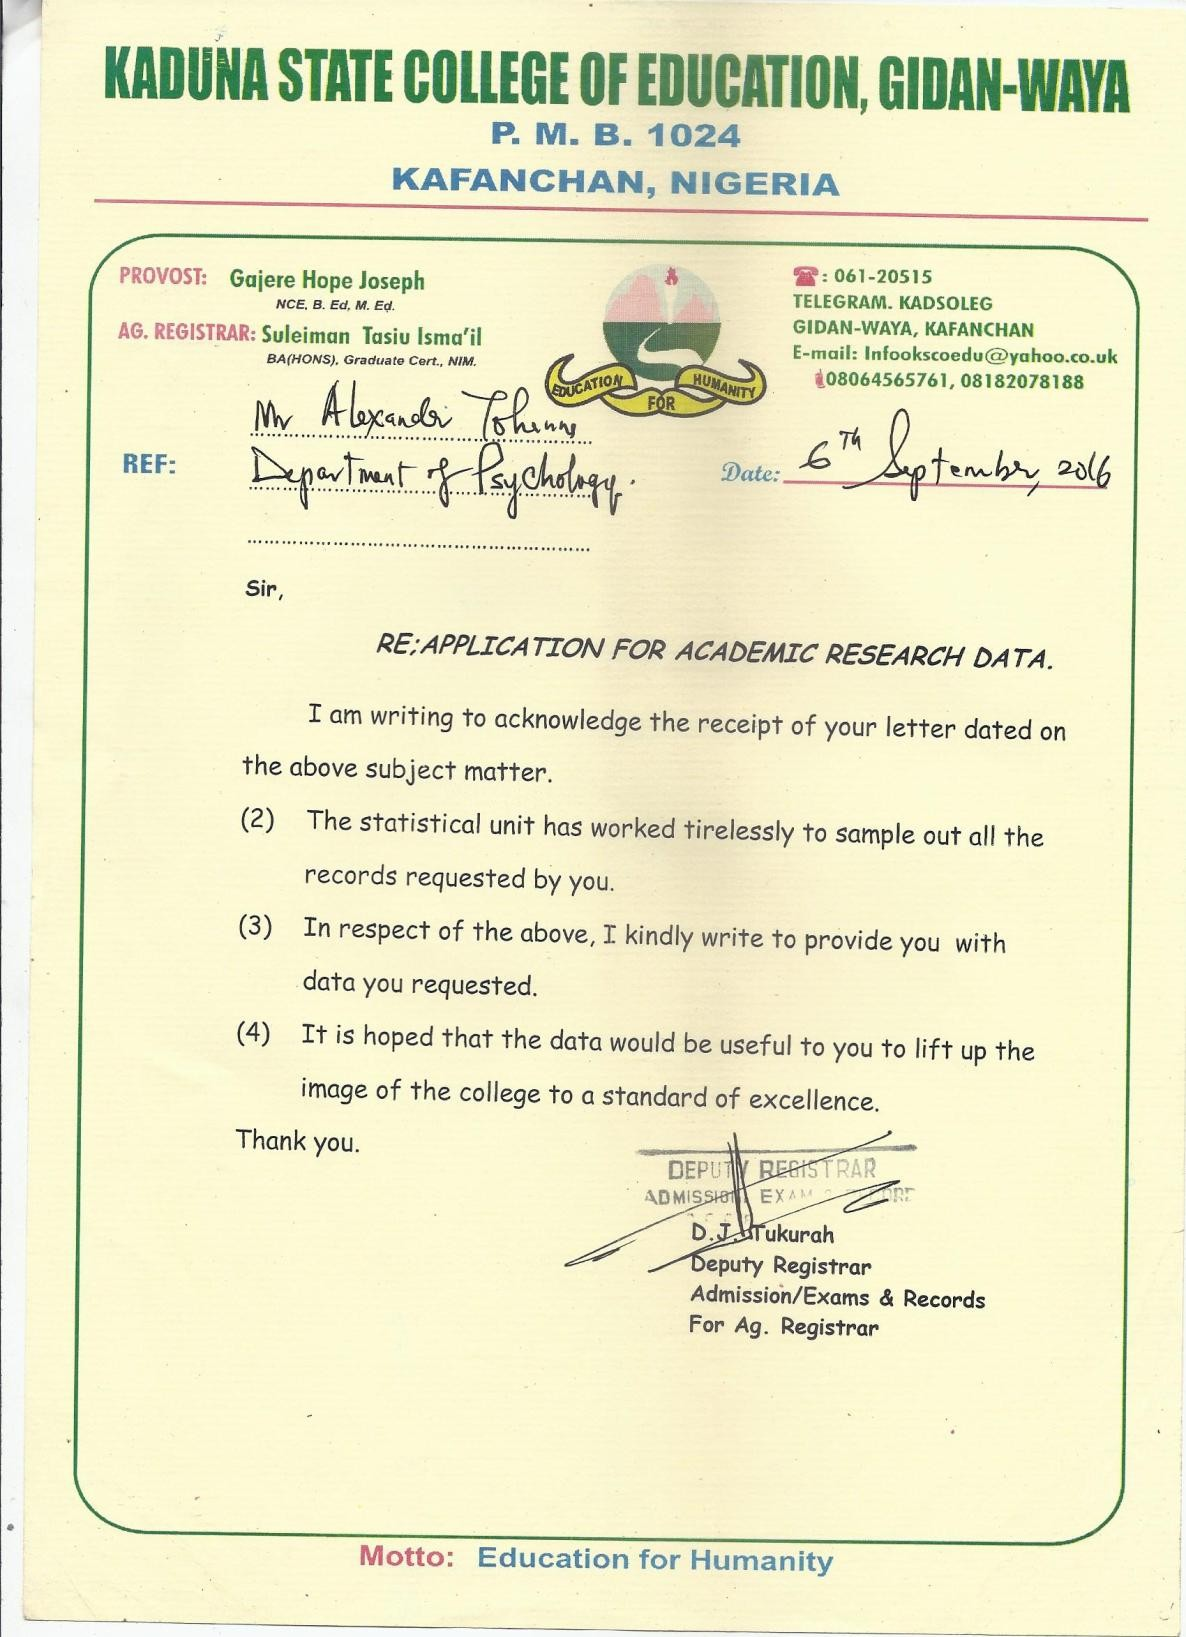 KADUNA STATE COLLEGE OF EDUCATION, GIDAN-WAYA
P. M. B. 1024
KAFANCHAN, NIGERIA
PROVOST: Gajere Hope Joseph
NCE, B. Ed, M. Ed.
AG. REGISTRAR: Suleiman Tasiu Isma'il
BA(HONS), Graduate Cert., NIM.
EDUCATION FOR HUMANITY
: 061-20515
TELEGRAM. KADSOLEG
GIDAN-WAYA, KAFANCHAN
E-mail: Infookscoedu@yahoo.co.uk
08064565761, 08182078188
Mr Alexander
REF: Department of Psychology.
Date: 6TH September, 2016
Sir,
RE;APPLICATION FOR ACADEMIC RESEARCH DATA.
I am writing to acknowledge the receipt of your letter dated on
the above subject matter.
(2) The statistical unit has worked tirelessly to sample out all the
records requested by you.
(3) In respect of the above, I kindly write to provide you with
data you requested.
(4) It is hoped that the data would be useful to you to lift up the
image of the college to a standard of excellence.
Thank you.
DEPUTY REGISTRAR
ADMISSION, EXAM
D.J. Tukurah
Deputy Registrar
Admission/Exams & Records
For Ag. Registrar
Motto: Education for Humanity